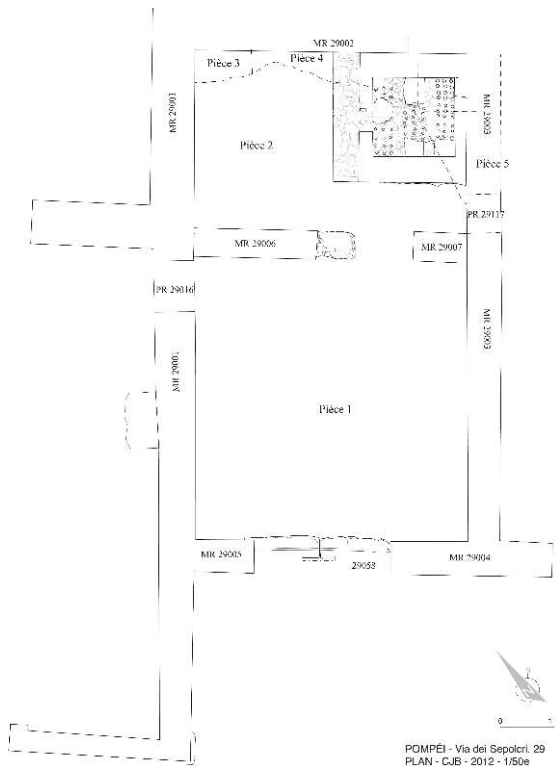 MR 29002
Pièce 3
Pièce 4
MR 29001
MR 29003
Pièce 2
Pièce 5
PR 29117
MR 29006
MR 29007
PR 29016
MR 29003
MR 29001
Pièce 1
MR 29005
29058
MR 29004
N
0
1
POMPÉI - Via dei Sepolcri. 29
PLAN - CJB - 2012 - 1/50e